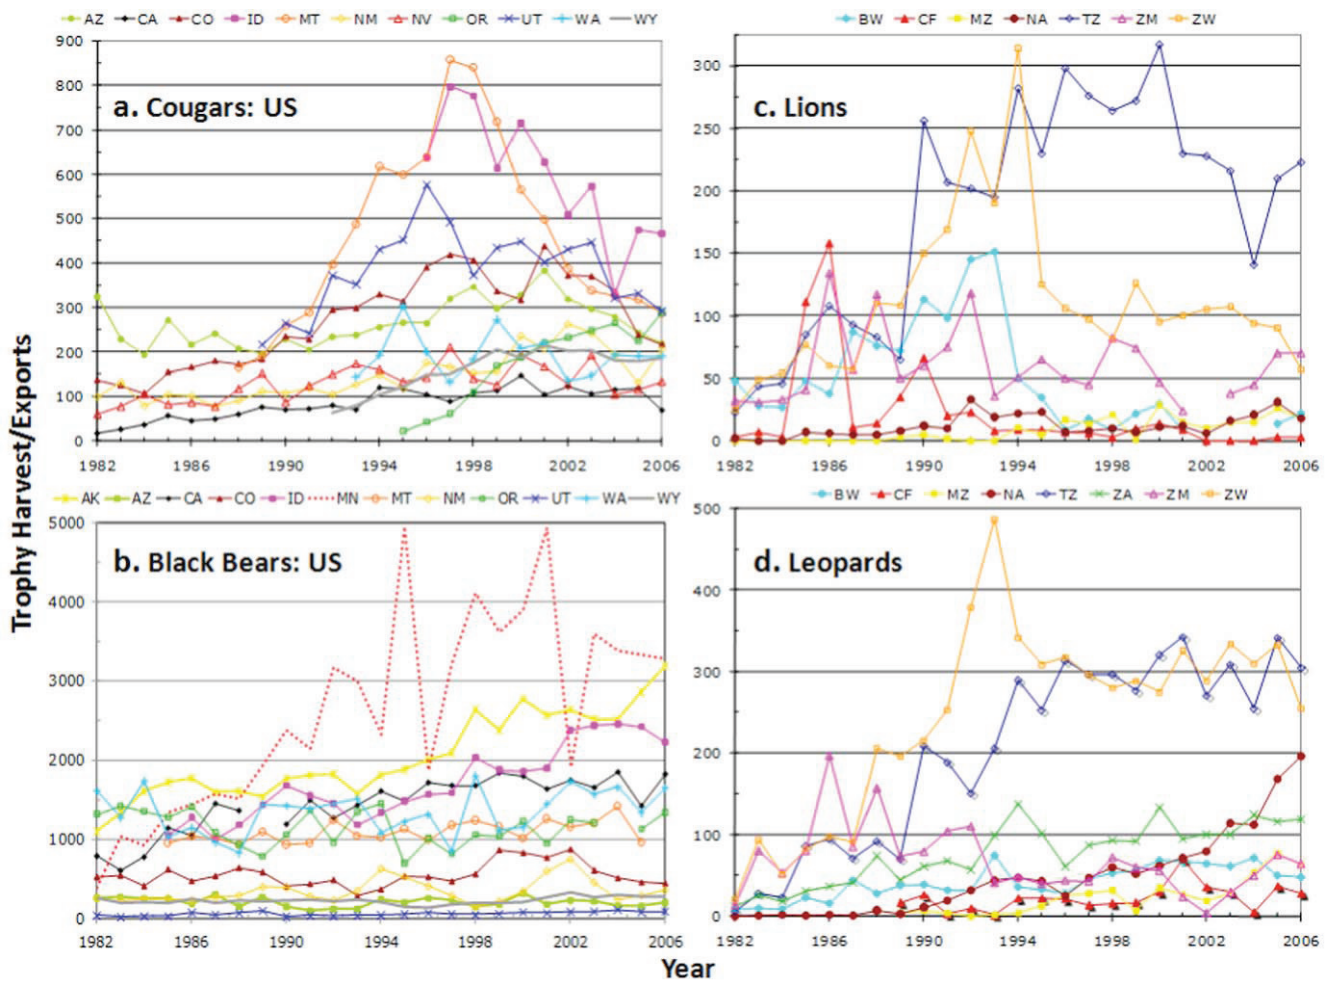 AZ CA CO ID MT NM NV OR UT WA WY
900
800
700
600
500
400
300
200
100
0
a. Cougars: US
1982 1986 1990 1994 1998 2002 2006
BW CF MZ NA TZ ZM ZW
300
250
200
150
100
50
0
c. Lions
1982 1986 1990 1994 1998 2002 2006
Trophy Harvest/Exports
AK AZ CA CO ID MN MT NM OR UT WA WY
5000
4000
3000
2000
1000
0
b. Black Bears: US
1982 1986 1990 1994 1998 2002 2006
BW CF MZ NA TZ ZA ZM ZW
500
400
300
200
100
0
d. Leopards
1982 1986 1990 1994 1998 2002 2006
Year